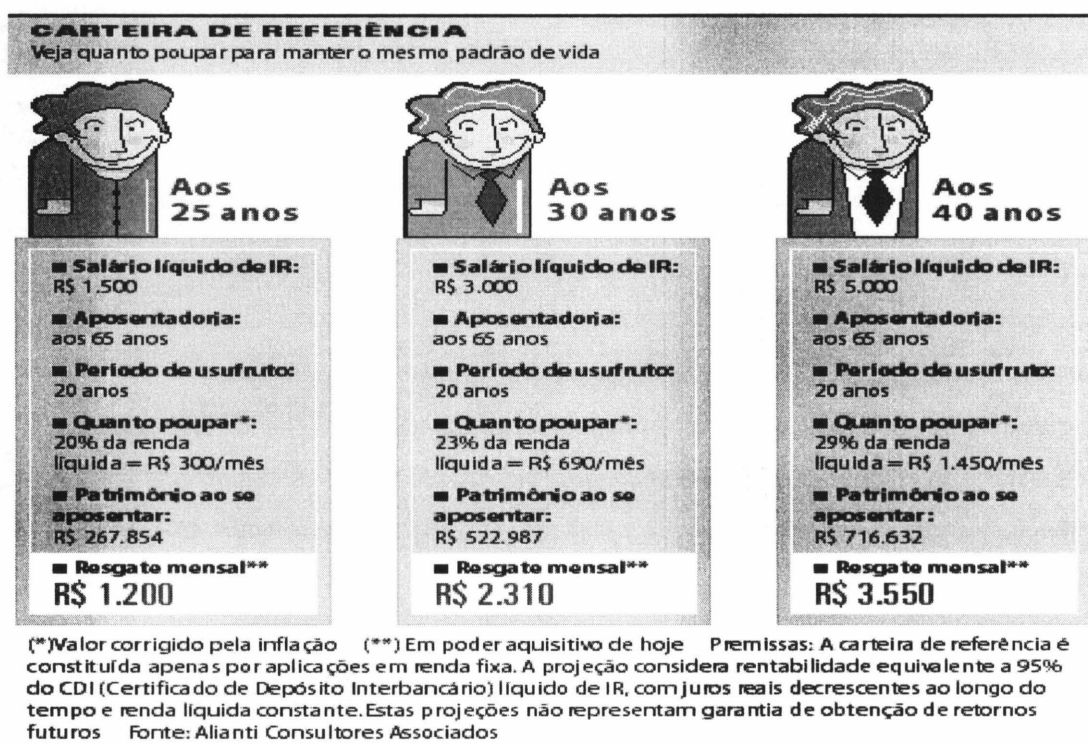 CARTEIRA DE REFERÊNCIA
Veja quanto poupar para manter o mesmo padrão de vida
Aos
25 anos
■ Salário líquido de IR:
R$ 1.500
■ Aposentadoria:
aos 65 anos
■ Período de usufruto:
20 anos
■ Quanto poupar*:
20% da renda
líquida = R$ 300/mês
■ Patrimônio ao se
aposentar:
R$ 267.854
■ Resgate mensal**
R$ 1.200
Aos
30 anos
■ Salário líquido de IR:
R$ 3.000
■ Aposentadoria:
aos 65 anos
■ Período de usufruto:
20 anos
■ Quanto poupar*:
23% da renda
líquida = R$ 690/mês
■ Patrimônio ao se
aposentar:
R$ 522.987
■ Resgate mensal**
R$ 2.310
Aos
40 anos
■ Salário líquido de IR:
R$ 5.000
■ Aposentadoria:
aos 65 anos
■ Período de usufruto:
20 anos
■ Quanto poupar*:
29% da renda
líquida = R$ 1.450/mês
■ Patrimônio ao se
aposentar:
R$ 716.632
■ Resgate mensal**
R$ 3.550
(*)Valor corrigido pela inflação (**) Em poder aquisitivo de hoje Premissas: A carteira de referência é
constituída apenas por aplicações em renda fixa. A projeção considera rentabilidade equivalente a 95%
do CDI (Certificado de Depósito Interbancário) líquido de IR, com juros reais decrescentes ao longo do
tempo e renda líquida constante. Estas projeções não representam garantia de obtenção de retornos
futuros Fonte: Alianti Consultores Associados